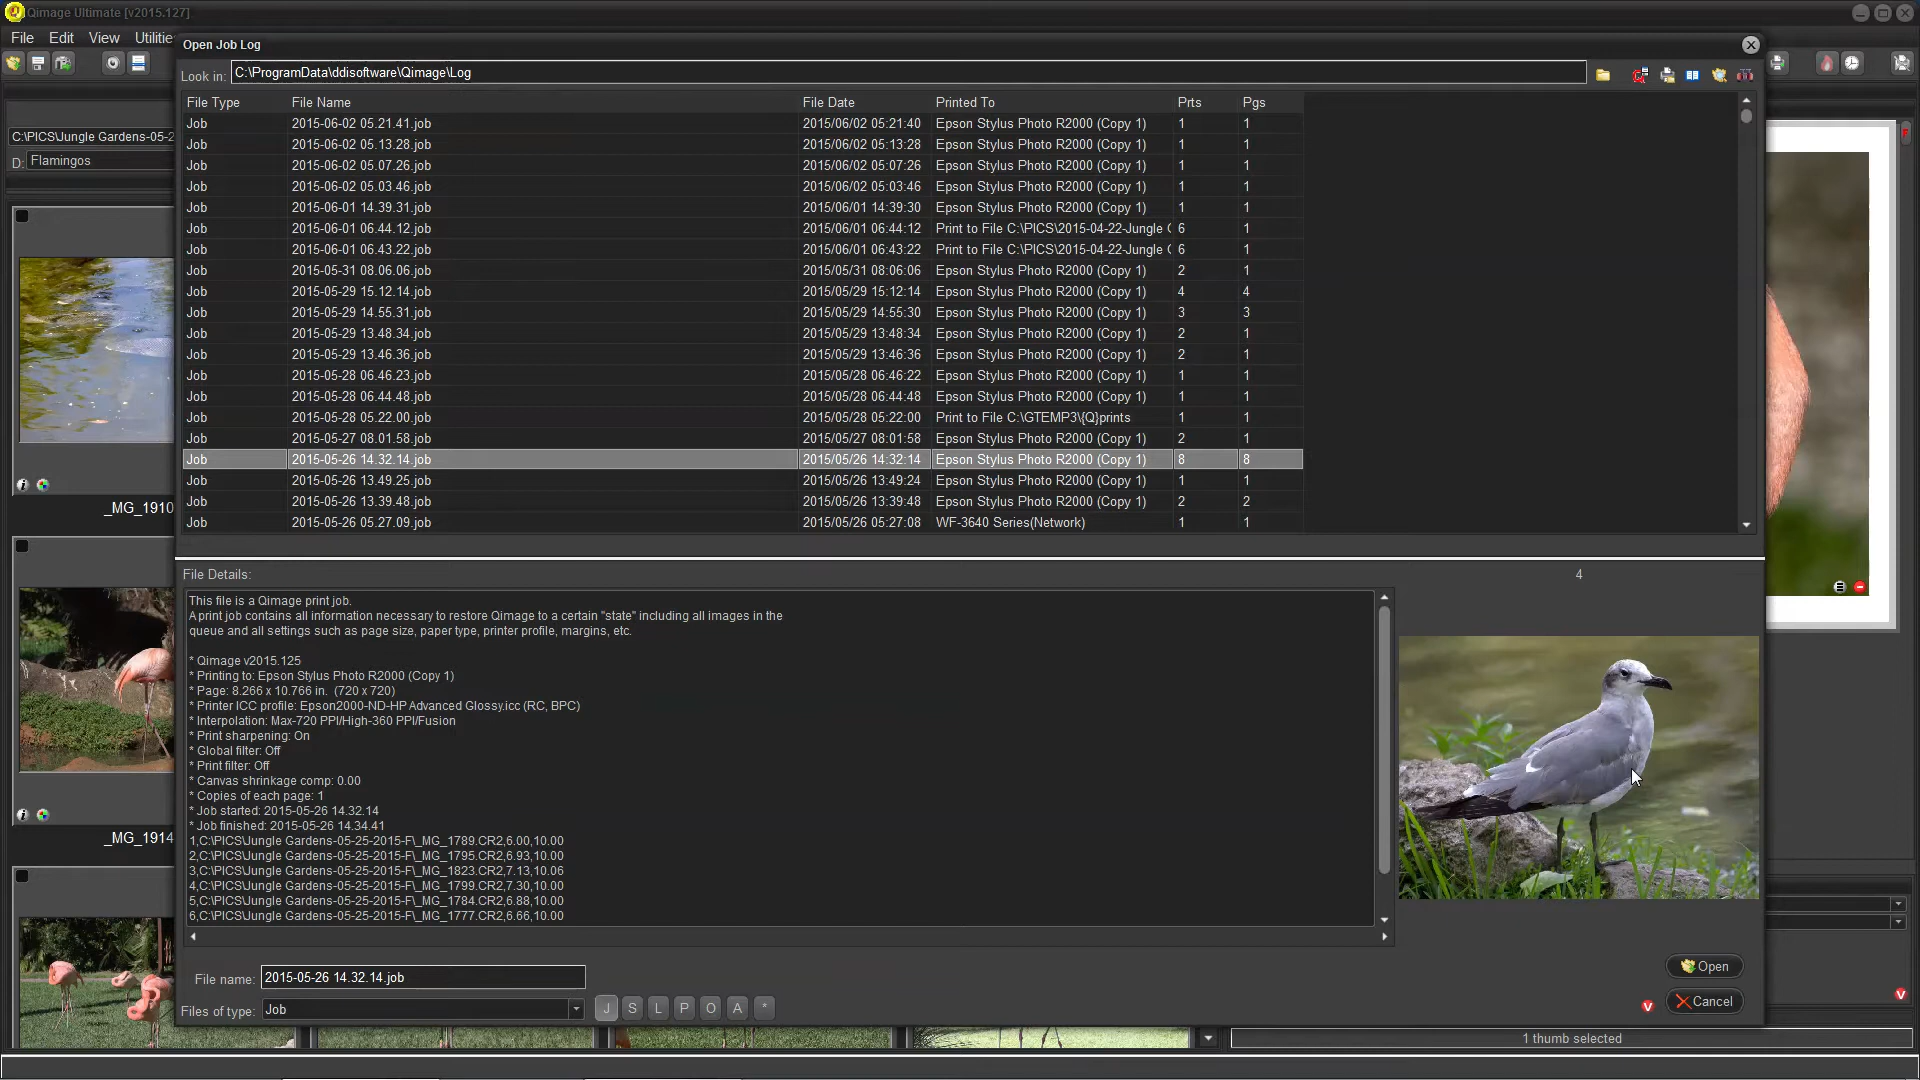 Qimage Ultimate [v2015.127]
File Edit View Utilitie
Open Job Log
Look in: C:\ProgramData\ddisoftware\Qimage\Log
File Type File Name File Date Printed To Prts Pgs
Job 2015-06-02 05.21.41.job 2015/06/02 05:21:40 Epson Stylus Photo R2000 (Copy 1) 1 1
Job 2015-06-02 05.13.28.job 2015/06/02 05:13:28 Epson Stylus Photo R2000 (Copy 1) 1 1
Job 2015-06-02 05.07.26.job 2015/06/02 05:07:26 Epson Stylus Photo R2000 (Copy 1) 1 1
Job 2015-06-02 05.03.46.job 2015/06/02 05:03:46 Epson Stylus Photo R2000 (Copy 1) 1 1
Job 2015-06-01 14.39.31.job 2015/06/01 14:39:30 Epson Stylus Photo R2000 (Copy 1) 1 1
Job 2015-06-01 06.44.12.job 2015/06/01 06:44:12 Print to File C:\PICS\2015-04-22-Jungle 6 1
Job 2015-06-01 06.43.22.job 2015/06/01 06:43:22 Print to File C:\PICS\2015-04-22-Jungle 6 1
Job 2015-05-31 08.06.06.job 2015/05/31 08:06:06 Epson Stylus Photo R2000 (Copy 1) 2 1
Job 2015-05-29 15.12.14.job 2015/05/29 15:12:14 Epson Stylus Photo R2000 (Copy 1) 4 4
Job 2015-05-29 14.55.31.job 2015/05/29 14:55:30 Epson Stylus Photo R2000 (Copy 1) 3 3
Job 2015-05-29 13.48.34.job 2015/05/29 13:48:34 Epson Stylus Photo R2000 (Copy 1) 2 1
Job 2015-05-29 13.46.36.job 2015/05/29 13:46:36 Epson Stylus Photo R2000 (Copy 1) 2 1
Job 2015-05-28 06.46.23.job 2015/05/28 06:46:22 Epson Stylus Photo R2000 (Copy 1) 1 1
Job 2015-05-28 06.44.48.job 2015/05/28 06:44:48 Epson Stylus Photo R2000 (Copy 1) 1 1
Job 2015-05-28 05.22.00.job 2015/05/28 05:22:00 Print to File C:\GTEMP3\{Q}prints 1 1
Job 2015-05-27 08.01.58.job 2015/05/27 08:01:58 Epson Stylus Photo R2000 (Copy 1) 2 1
Job 2015-05-26 14.32.14.job 2015/05/26 14:32:14 Epson Stylus Photo R2000 (Copy 1) 8 8
Job 2015-05-26 13.49.25.job 2015/05/26 13:49:24 Epson Stylus Photo R2000 (Copy 1) 1 1
Job 2015-05-26 13.39.48.job 2015/05/26 13:39:48 Epson Stylus Photo R2000 (Copy 1) 2 2
Job 2015-05-26 05.27.09.job 2015/05/26 05:27:08 WF-3640 Series(Network) 1 1
C:\PICS\Jungle Gardens-05-2
D: Flamingos
_MG_1910
_MG_1914
File Details: 4
This file is a Qimage print job.
A print job contains all information necessary to restore Qimage to a certain "state" including all images in the
queue and all settings such as page size, paper type, printer profile, margins, etc.
* Qimage v2015.125
* Printing to: Epson Stylus Photo R2000 (Copy 1)
* Page: 8.266 x 10.766 in. (720 x 720)
* Printer ICC profile: Epson2000-ND-HP Advanced Glossy.icc (RC, BPC)
* Interpolation: Max-720 PPI/High-360 PPI/Fusion
* Print sharpening: On
* Global filter: Off
* Print filter: Off
* Canvas shrinkage comp: 0.00
* Copies of each page: 1
* Job started: 2015-05-26 14.32.14
* Job finished: 2015-05-26 14.34.41
1,C:\PICS\Jungle Gardens-05-25-2015-F\_MG_1789.CR2,6.00,10.00
2,C:\PICS\Jungle Gardens-05-25-2015-F\_MG_1795.CR2,6.93,10.00
3,C:\PICS\Jungle Gardens-05-25-2015-F\_MG_1823.CR2,7.13,10.06
4,C:\PICS\Jungle Gardens-05-25-2015-F\_MG_1799.CR2,7.30,10.00
5,C:\PICS\Jungle Gardens-05-25-2015-F\_MG_1784.CR2,6.88,10.00
6,C:\PICS\Jungle Gardens-05-25-2015-F\_MG_1777.CR2,6.66,10.00
File name: 2015-05-26 14.32.14.job
Files of type: Job
J S L P O A *
Open
V Cancel
V
1 thumb selected